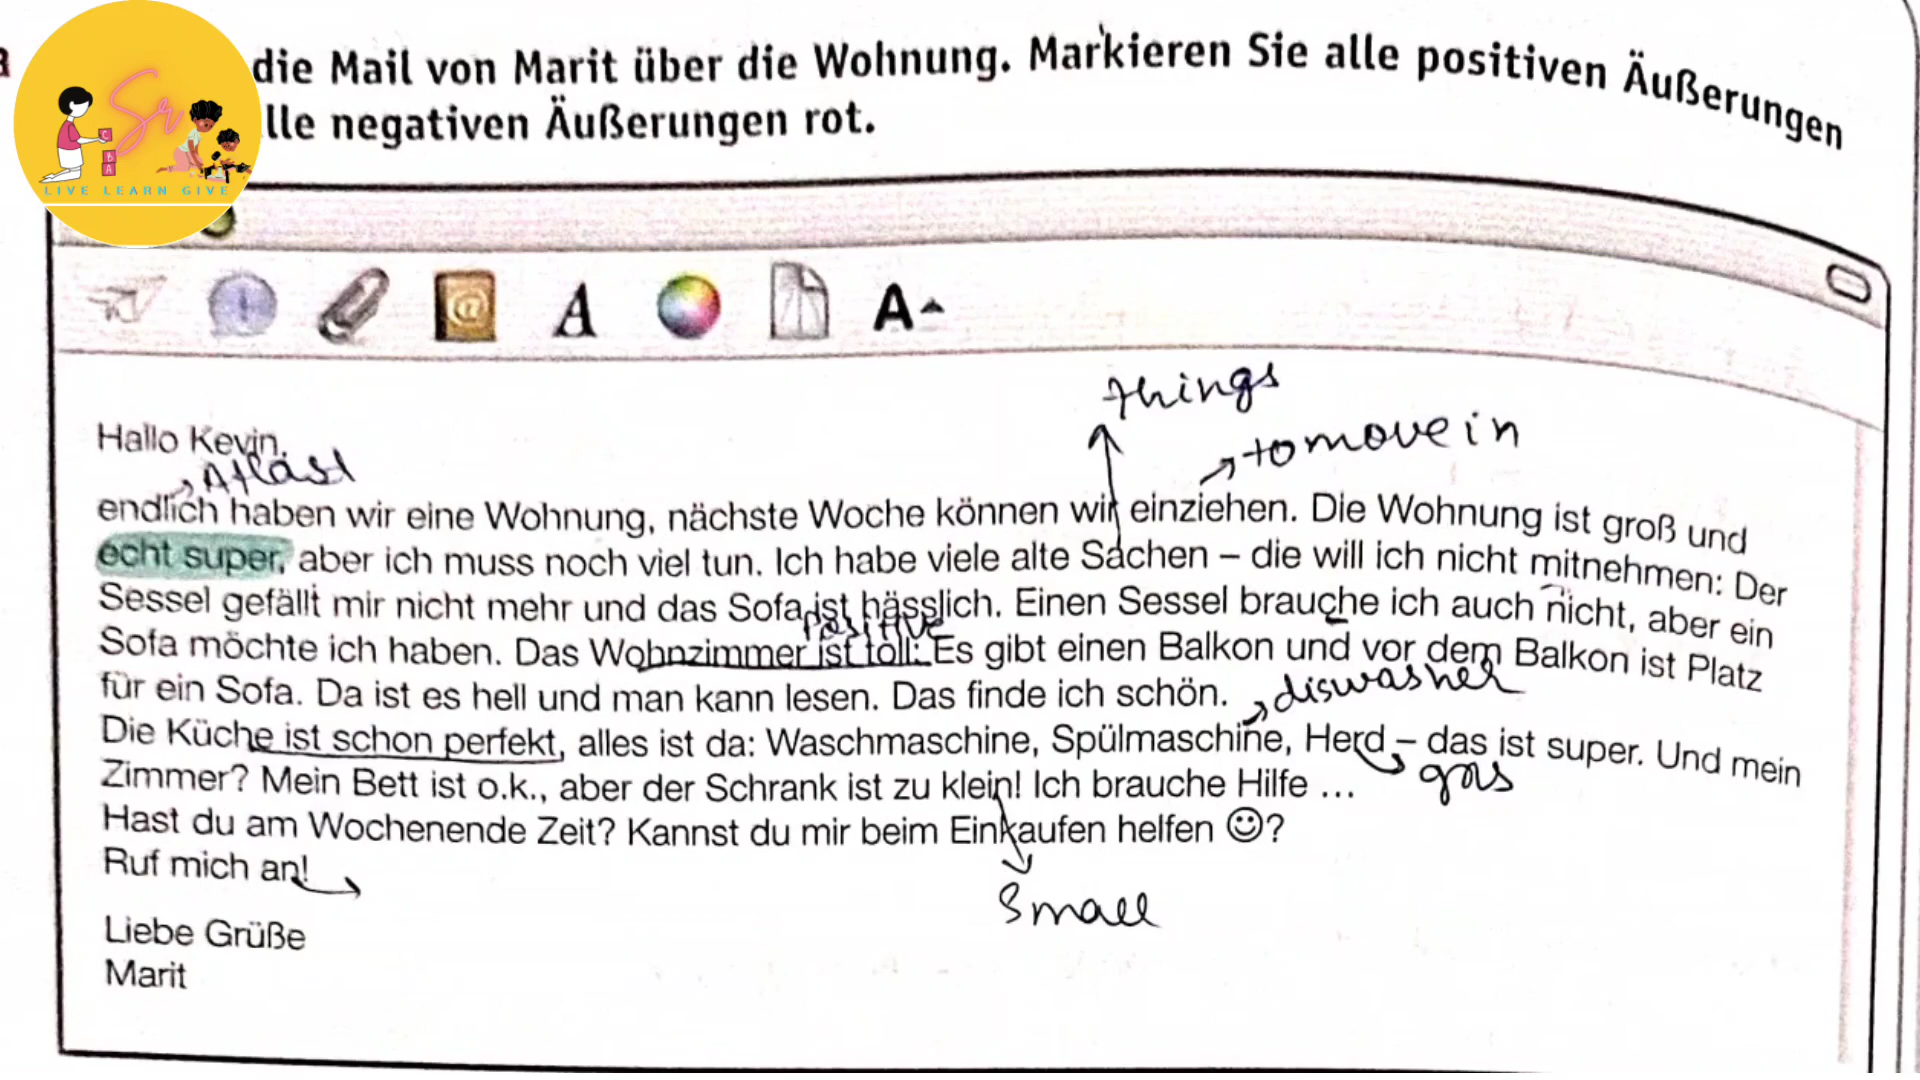 die Mail von Marit über die Wohnung. Markieren Sie alle positiven Äußerungen
lle negativen Äußerungen rot.
Sr
C
B
A
LIVE LEARN GIVE
@
A
A
things
to move in
Hallo Kevin,
Atlast
endlich haben wir eine Wohnung, nächste Woche können wir einziehen. Die Wohnung ist groß und
echt super, aber ich muss noch viel tun. Ich habe viele alte Sachen – die will ich nicht mitnehmen: Der
Sessel gefällt mir nicht mehr und das Sofa ist hässlich. Einen Sessel brauche ich auch nicht, aber ein
positive
Sofa möchte ich haben. Das Wohnzimmer ist toll: Es gibt einen Balkon und vor dem Balkon ist Platz
für ein Sofa. Da ist es hell und man kann lesen. Das finde ich schön.
diswasher
Die Küche ist schon perfekt, alles ist da: Waschmaschine, Spülmaschine, Herd – das ist super. Und mein
gas
Zimmer? Mein Bett ist o.k., aber der Schrank ist zu klein! Ich brauche Hilfe ...
Hast du am Wochenende Zeit? Kannst du mir beim Einkaufen helfen ☺?
Ruf mich an!
Small
Liebe Grüße
Marit